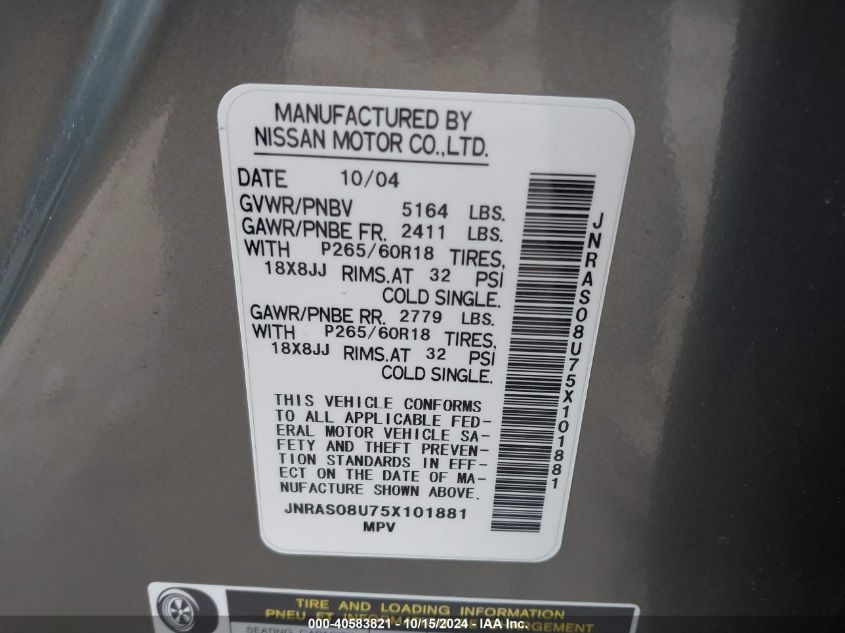 MANUFACTURED BY
NISSAN MOTOR CO.,LTD.
DATE 10/04
GVWR/PNBV 5164 LBS.
GAWR/PNBE FR. 2411 LBS.
WITH P265/60R18 TIRES,
18X8JJ RIMS.AT 32 PSI
COLD SINGLE.
GAWR/PNBE RR. 2779 LBS.
WITH P265/60R18 TIRES,
18X8JJ RIMS.AT 32 PSI
COLD SINGLE.
THIS VEHICLE CONFORMS
TO ALL APPLICABLE FED-
ERAL MOTOR VEHICLE SA-
FETY AND THEFT PREVEN-
TION STANDARDS IN EFF-
ECT ON THE DATE OF MA-
NUFACTURE SHOWN ABOVE.
JNRAS08U75X101881
MPV
JNRAS08U75X101881
TIRE AND LOADING INFORMATION
PNEU ET INFORMATION
000-40583821 - 10/15/2024 - IAA Inc.